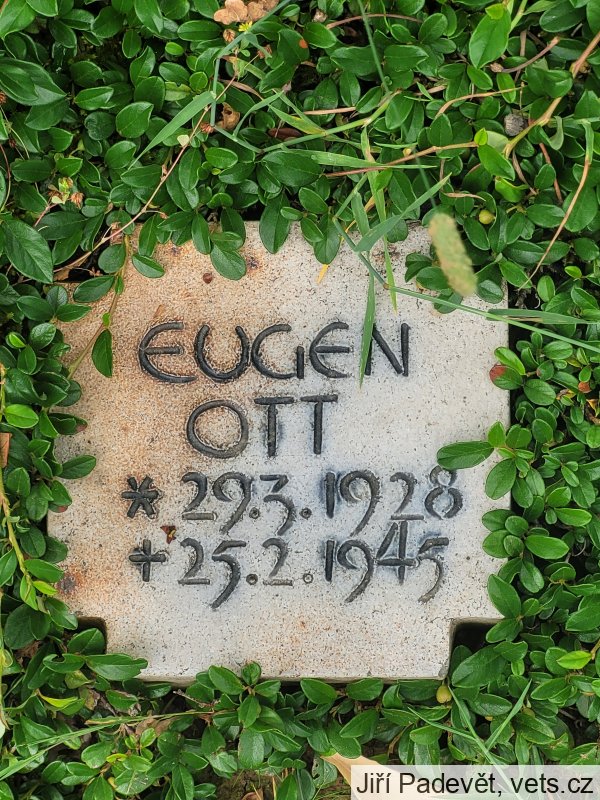 EUGEN
OTT
* 29.3.1928
+ 25.2.1945
Jiří Padevět, vets.cz